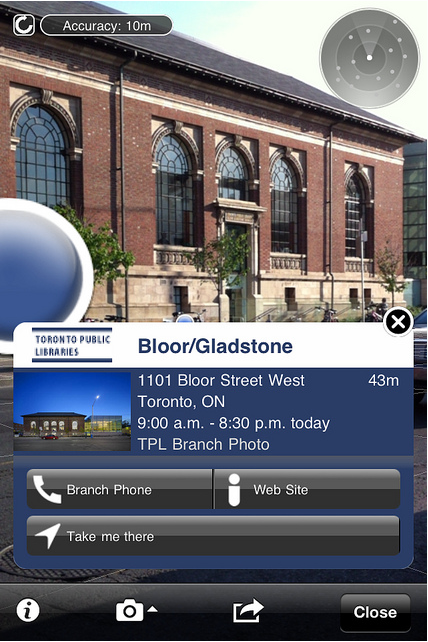 Accuracy: 10m
TORONTO PUBLIC
LIBRARIES
Bloor/Gladstone
1101 Bloor Street West 43m
Toronto, ON
9:00 a.m. - 8:30 p.m. today
TPL Branch Photo
Branch Phone
Web Site
Take me there
Close